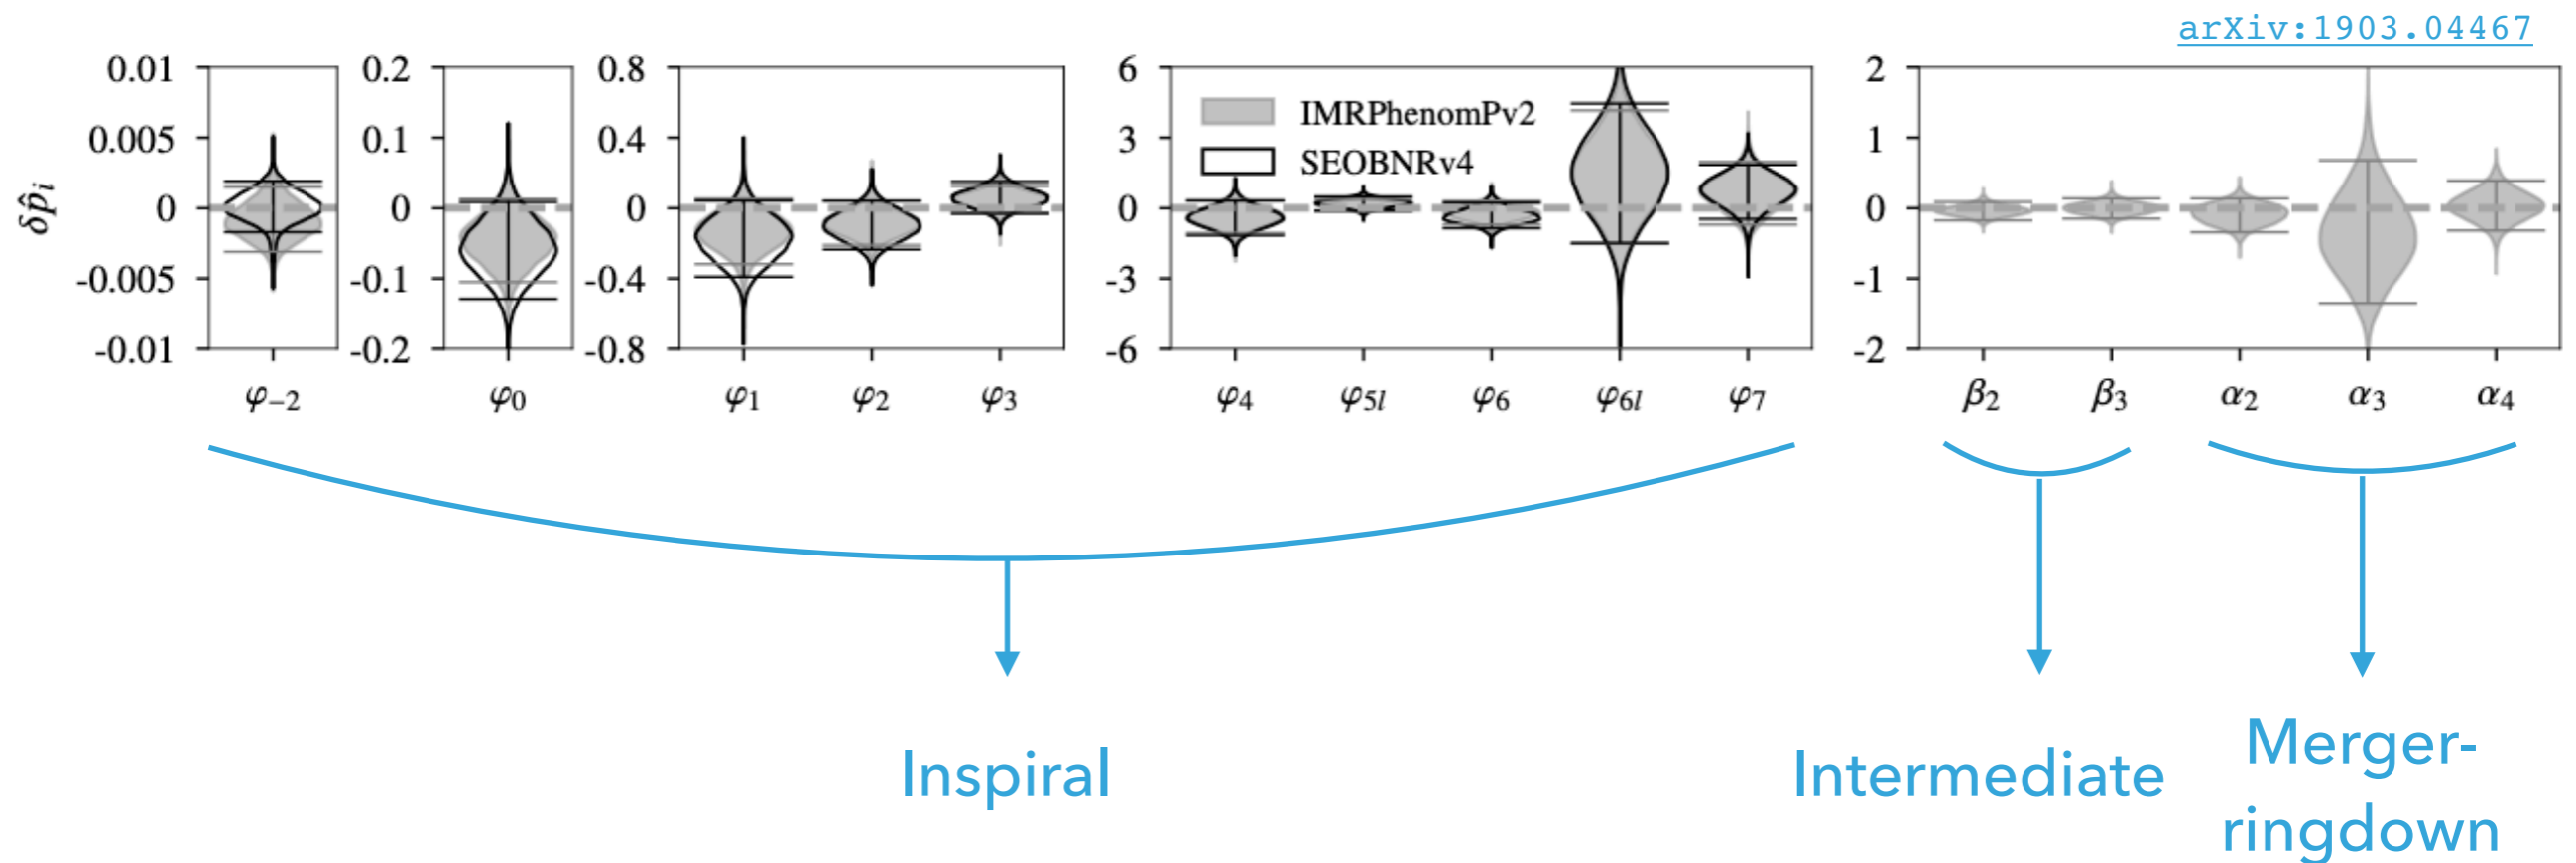 arXiv:1903.04467
δp̂ᵢ
0.01
0.005
0
-0.005
-0.01
φ₋₂
0.2
0.1
0
-0.1
-0.2
φ₀
0.8
0.4
0
-0.4
-0.8
φ₁ φ₂ φ₃
6
3
0
-3
-6
IMRPhenomPv2
SEOBNRv4
φ₄ φ₅ₗ φ₆ φ₆ₗ φ₇
2
1
0
-1
-2
β₂ β₃ α₂ α₃ α₄
Inspiral
Intermediate
Merger-
ringdown